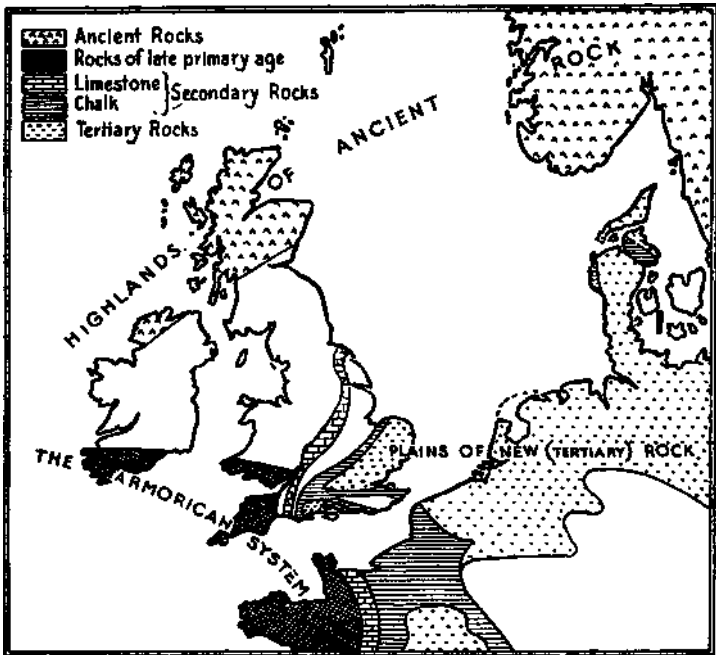 Ancient Rocks
Rocks of late primary age
Limestone
Chalk
Secondary Rocks
Tertiary Rocks
HIGHLANDS OF ANCIENT ROCK
PLAINS OF NEW (TERTIARY) ROCK
THE ARMORICAN SYSTEM